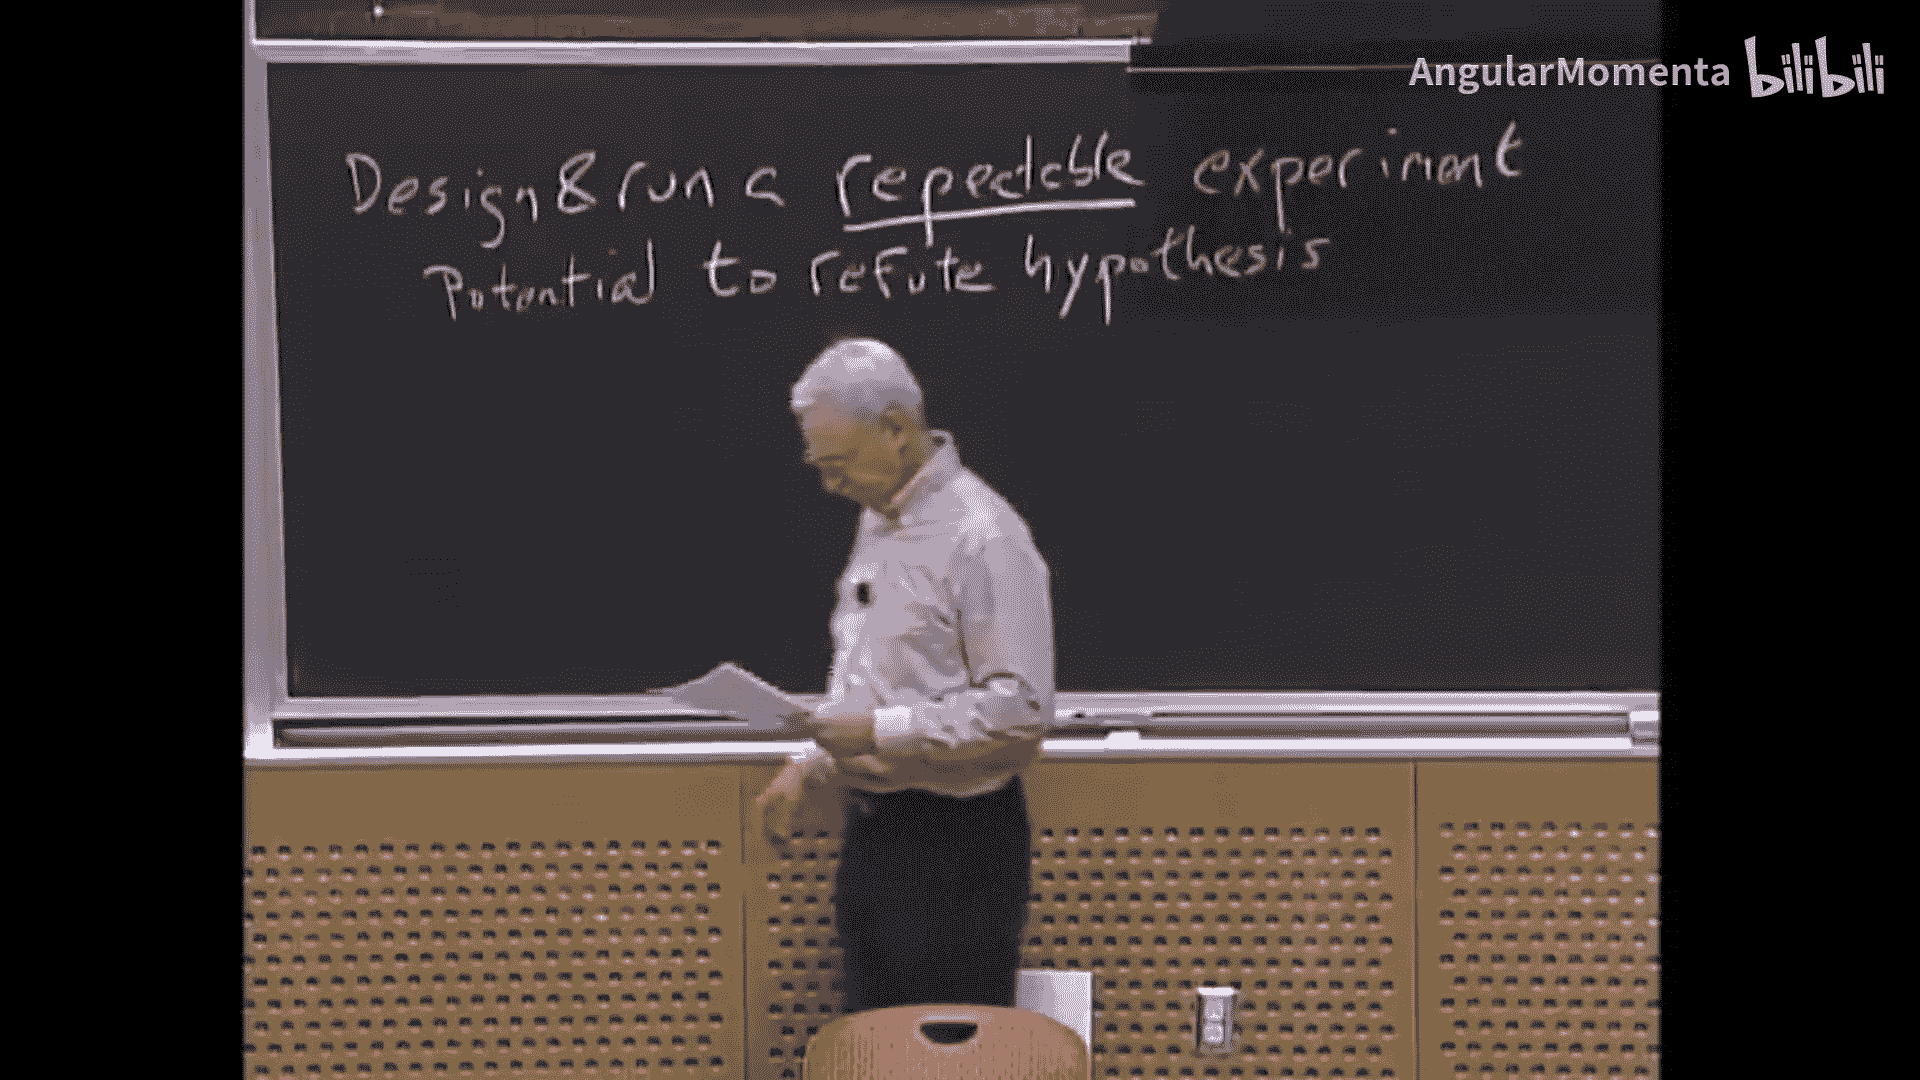 AngularMomenta bilibili
Design & run a repeatable experiment
Potential to refute hypothesis